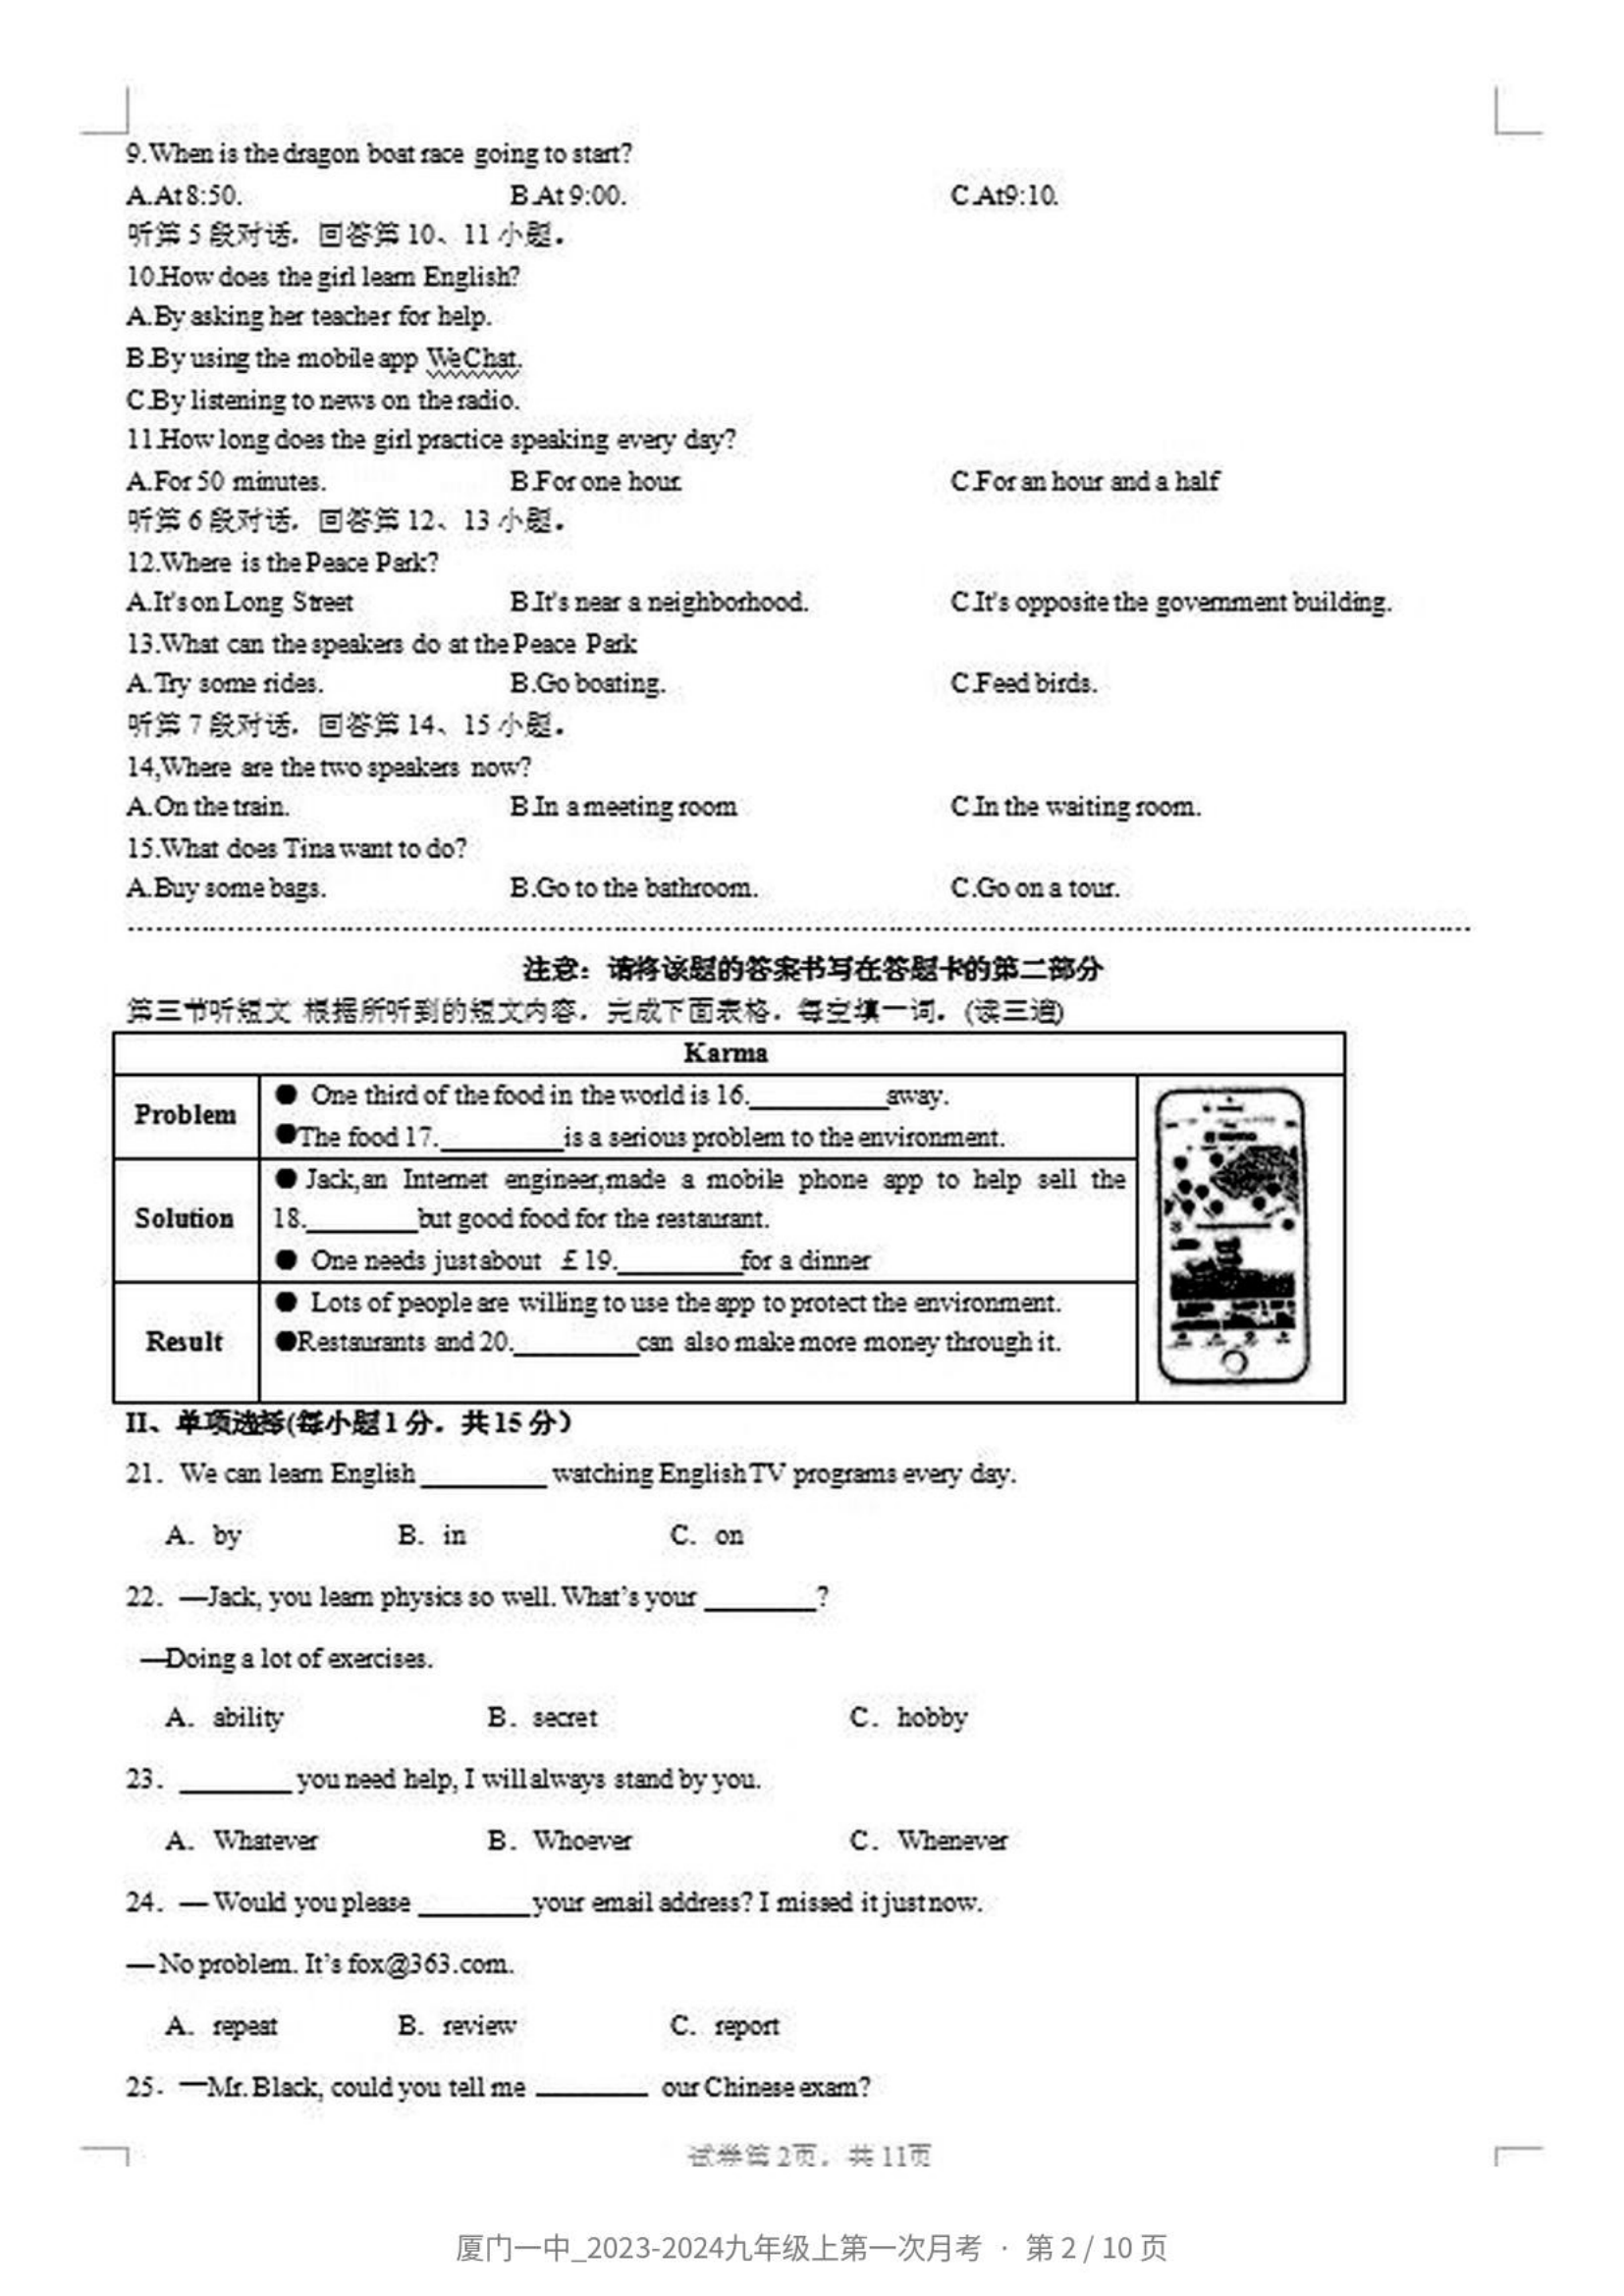 9.When is the dragon boat race going to start?
A.At 8:50. B.At 9:00. C.At9:10.
听第 5 段对话，回答第 10、11 小题。
10.How does the girl learn English?
A.By asking her teacher for help.
B.By using the mobile app WeChat.
C.By listening to news on the radio.
11.How long does the girl practice speaking every day?
A.For 50 minutes. B.For one hour. C.For an hour and a half
听第 6 段对话，回答第 12、13 小题。
12.Where is the Peace Park?
A.It's on Long Street B.It's near a neighborhood. C.It's opposite the government building.
13.What can the speakers do at the Peace Park
A.Try some rides. B.Go boating. C.Feed birds.
听第 7 段对话，回答第 14、15 小题。
14,Where are the two speakers now?
A.On the train. B.In a meeting room C.In the waiting room.
15.What does Tina want to do?
A.Buy some bags. B.Go to the bathroom. C.Go on a tour.
注意：请将该题的答案书写在答题卡的第二部分
第三节听短文 根据所听到的短文内容，完成下面表格，每空填一词。(读三遍)
Karma
Problem
● One third of the food in the world is 16.__________away.
●The food 17._________is a serious problem to the environment.
Solution
● Jack,an Internet engineer,made a mobile phone app to help sell the
18.________but good food for the restaurant.
● One needs just about ￡19._________for a dinner
Result
● Lots of people are willing to use the app to protect the environment.
●Restaurants and 20._________can also make more money through it.
II、单项选择(每小题1分，共15分）
21．We can learn English _________ watching English TV programs every day.
A．by B．in C．on
22．—Jack, you learn physics so well. What’s your ________?
—Doing a lot of exercises.
A．ability B．secret C．hobby
23．________ you need help, I will always stand by you.
A．Whatever B．Whoever C．Whenever
24．— Would you please ________your email address? I missed it just now.
— No problem. It’s fox@363.com.
A．repeat B．review C．report
25．—Mr. Black, could you tell me ________ our Chinese exam?
试卷第 2页，共 11页
厦门一中_2023-2024九年级上第一次月考 · 第 2 / 10 页